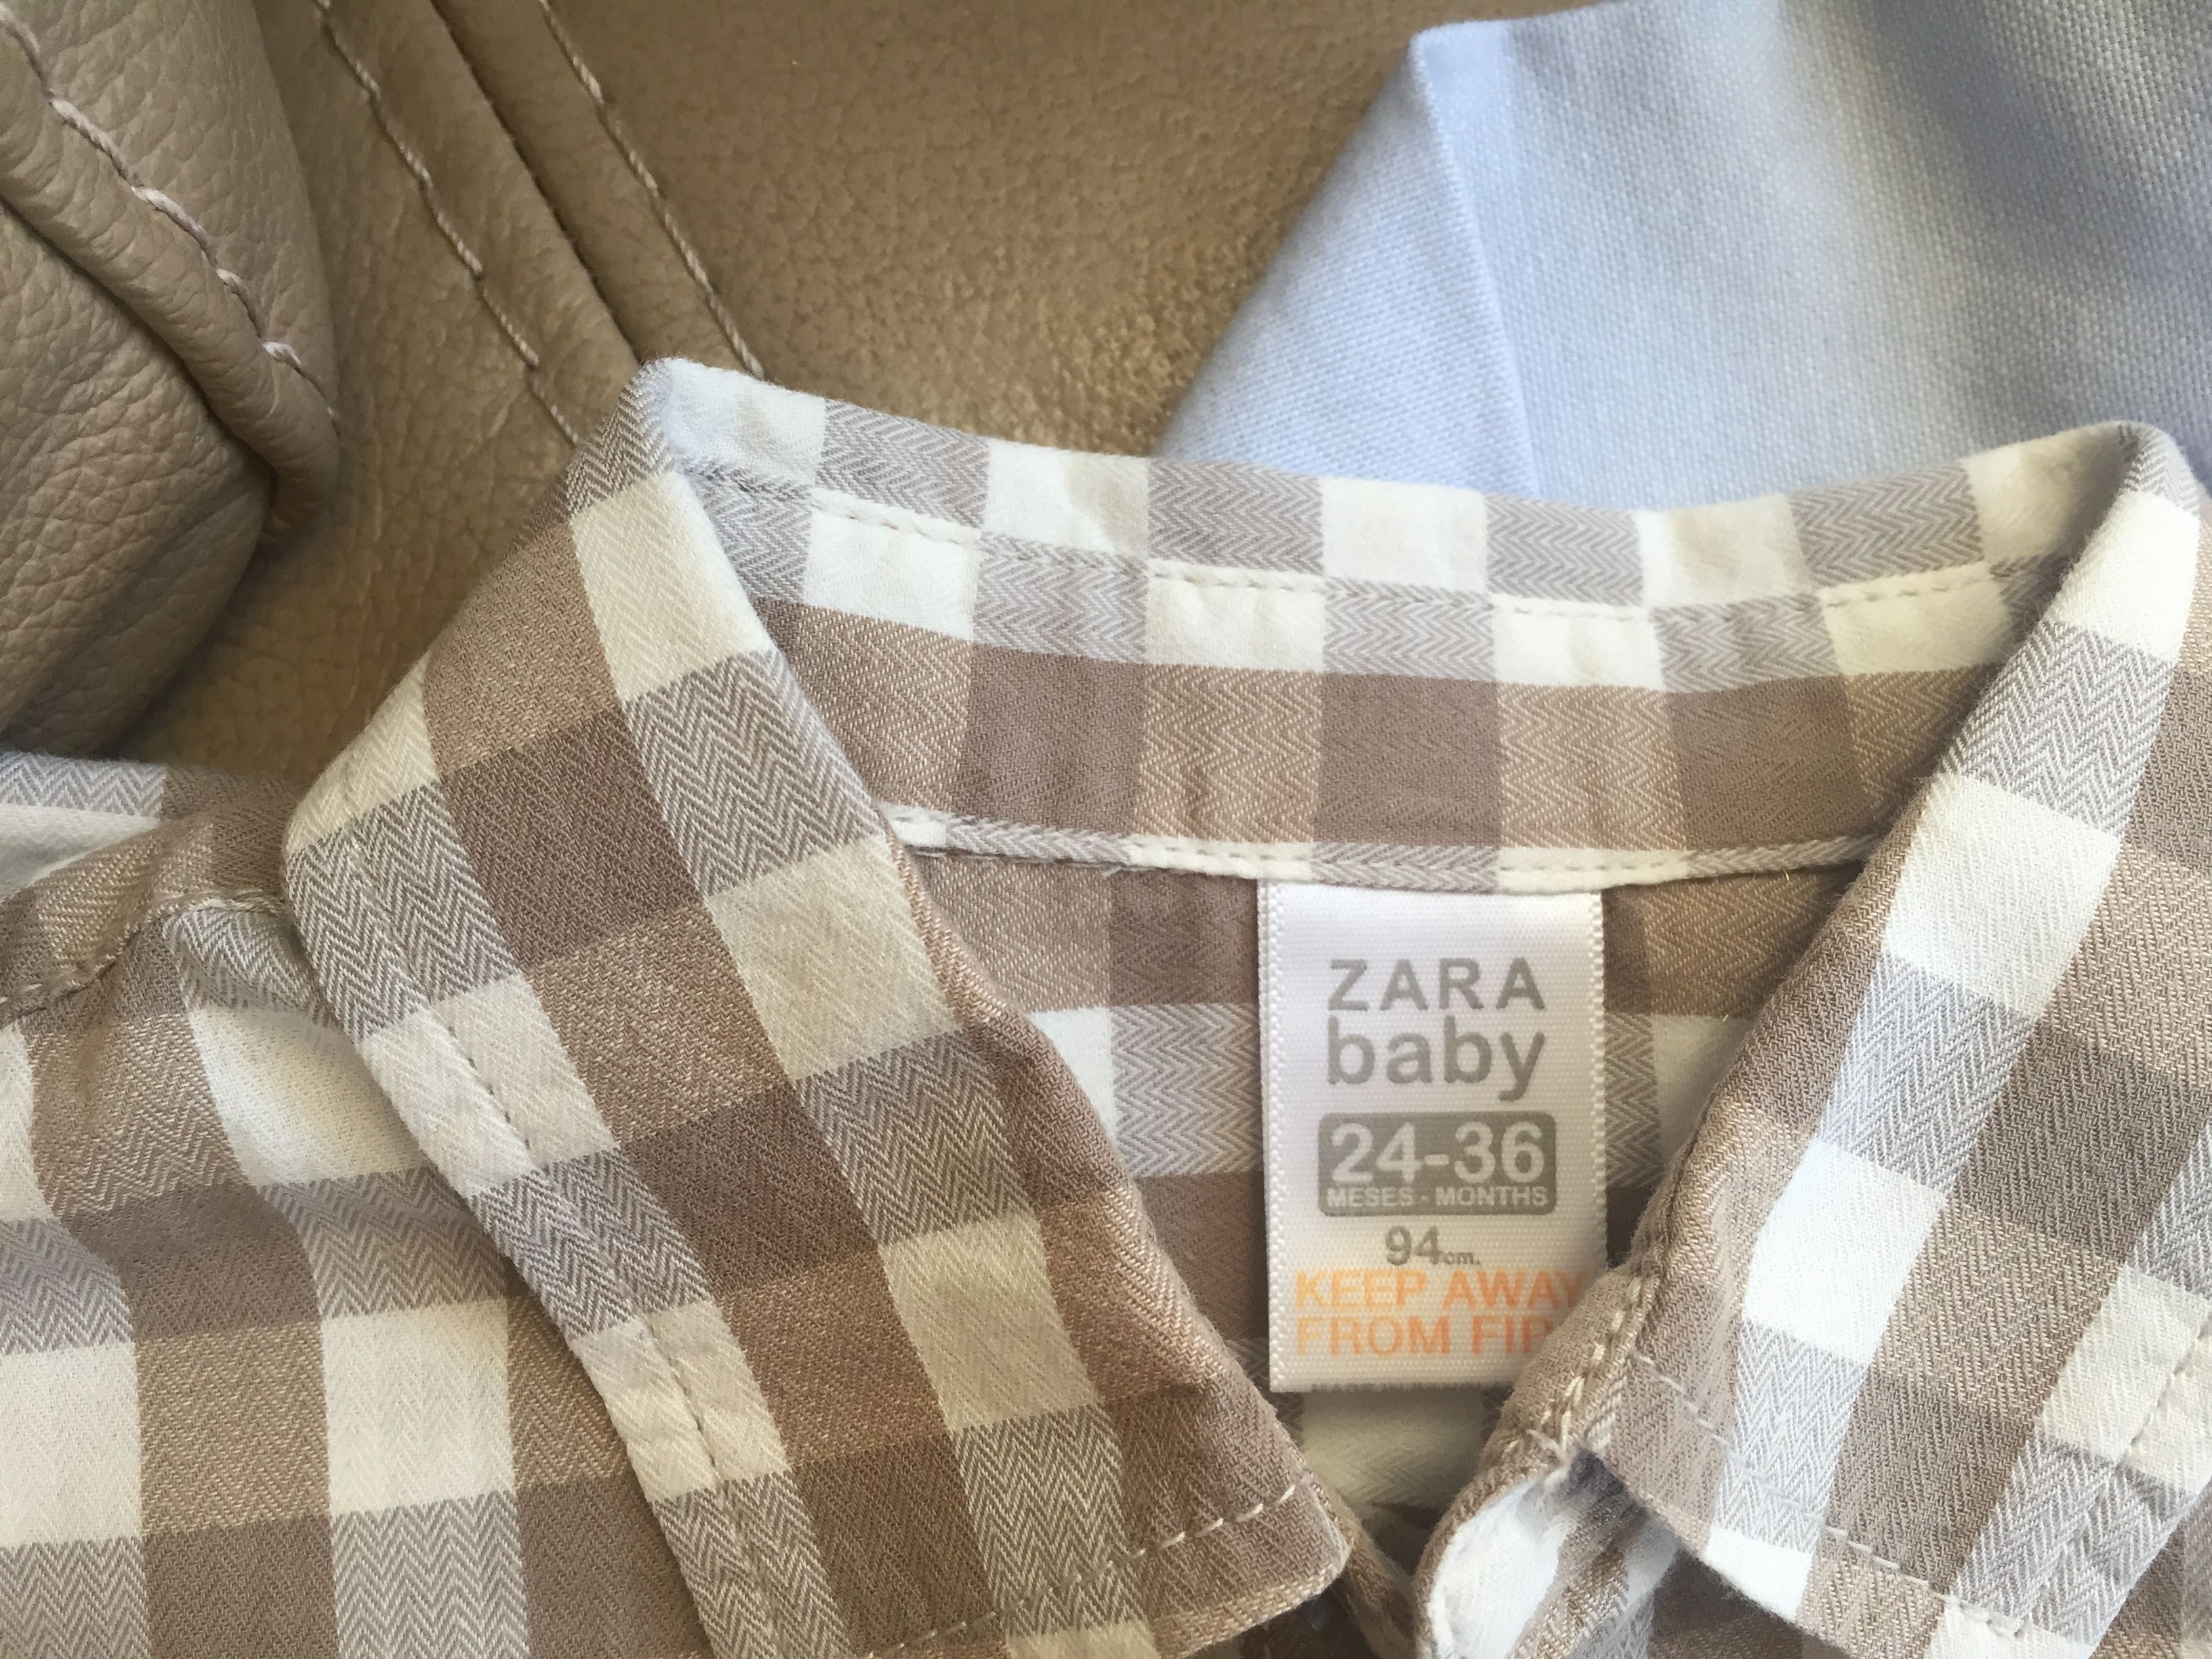 ZARA
baby
24-36
MESES - MONTHS
94cm.
KEEP AWAY
FROM